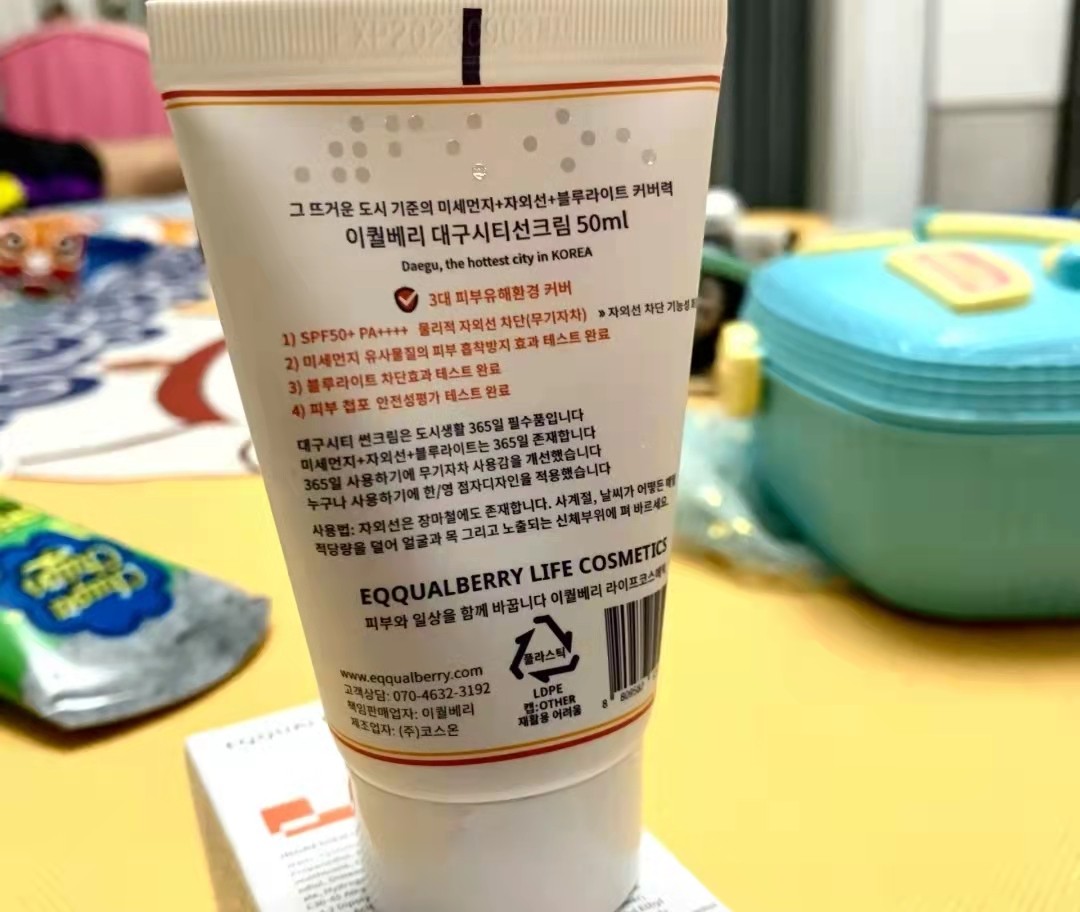 그 뜨거운 도시 기준의 미세먼지+자외선+블루라이트 커버력
이퀄베리 대구시티선크림 50ml
Daegu, the hottest city in KOREA
3대 피부유해환경 커버
1) SPF50+ PA++++ 물리적 자외선 차단(무기자차) » 자외선 차단 기능성
2) 미세먼지 유사물질의 피부 흡착방지 효과 테스트 완료
3) 블루라이트 차단효과 테스트 완료
4) 피부 첩포 안전성평가 테스트 완료
대구시티 썬크림은 도시생활 365일 필수품입니다
미세먼지+자외선+블루라이트는 365일 존재합니다
365일 사용하기에 무기자차 사용감을 개선했습니다
누구나 사용하기에 한/영 점자디자인을 적용했습니다
사용법: 자외선은 장마철에도 존재합니다. 사계절, 날씨가 어떻든
적당량을 덜어 얼굴과 목 그리고 노출되는 신체부위에 펴 바르세요.
EQQUALBERRY LIFE COSMETICS
피부와 일상을 함께 바꿉니다 이퀄베리 라이프코스메틱
플라스틱
LDPE
캡:OTHER
재활용 어려움
www.eqqualberry.com
고객상담: 070-4632-3192
책임판매업자: 이퀄베리
제조업자: (주)코스온
Chupa
Chups